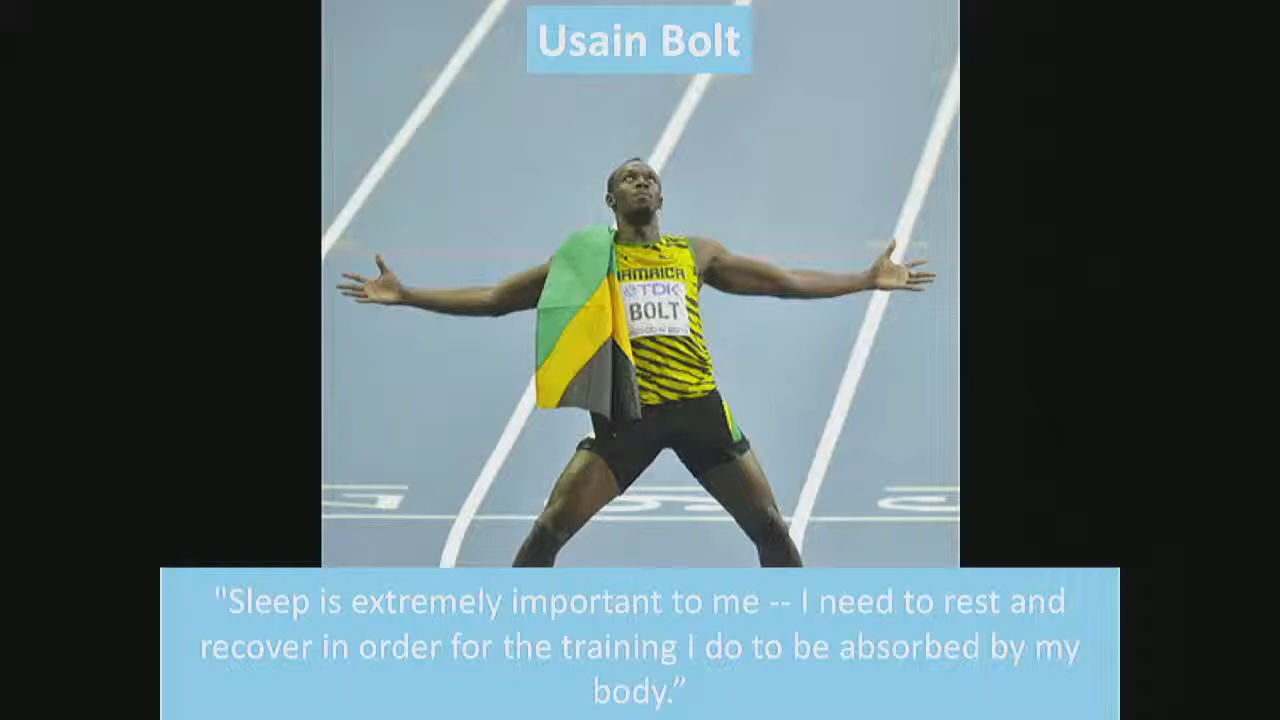 Usain Bolt
JAMAICA
TDK
BOLT
"Sleep is extremely important to me -- I need to rest and
recover in order for the training I do to be absorbed by my
body.”